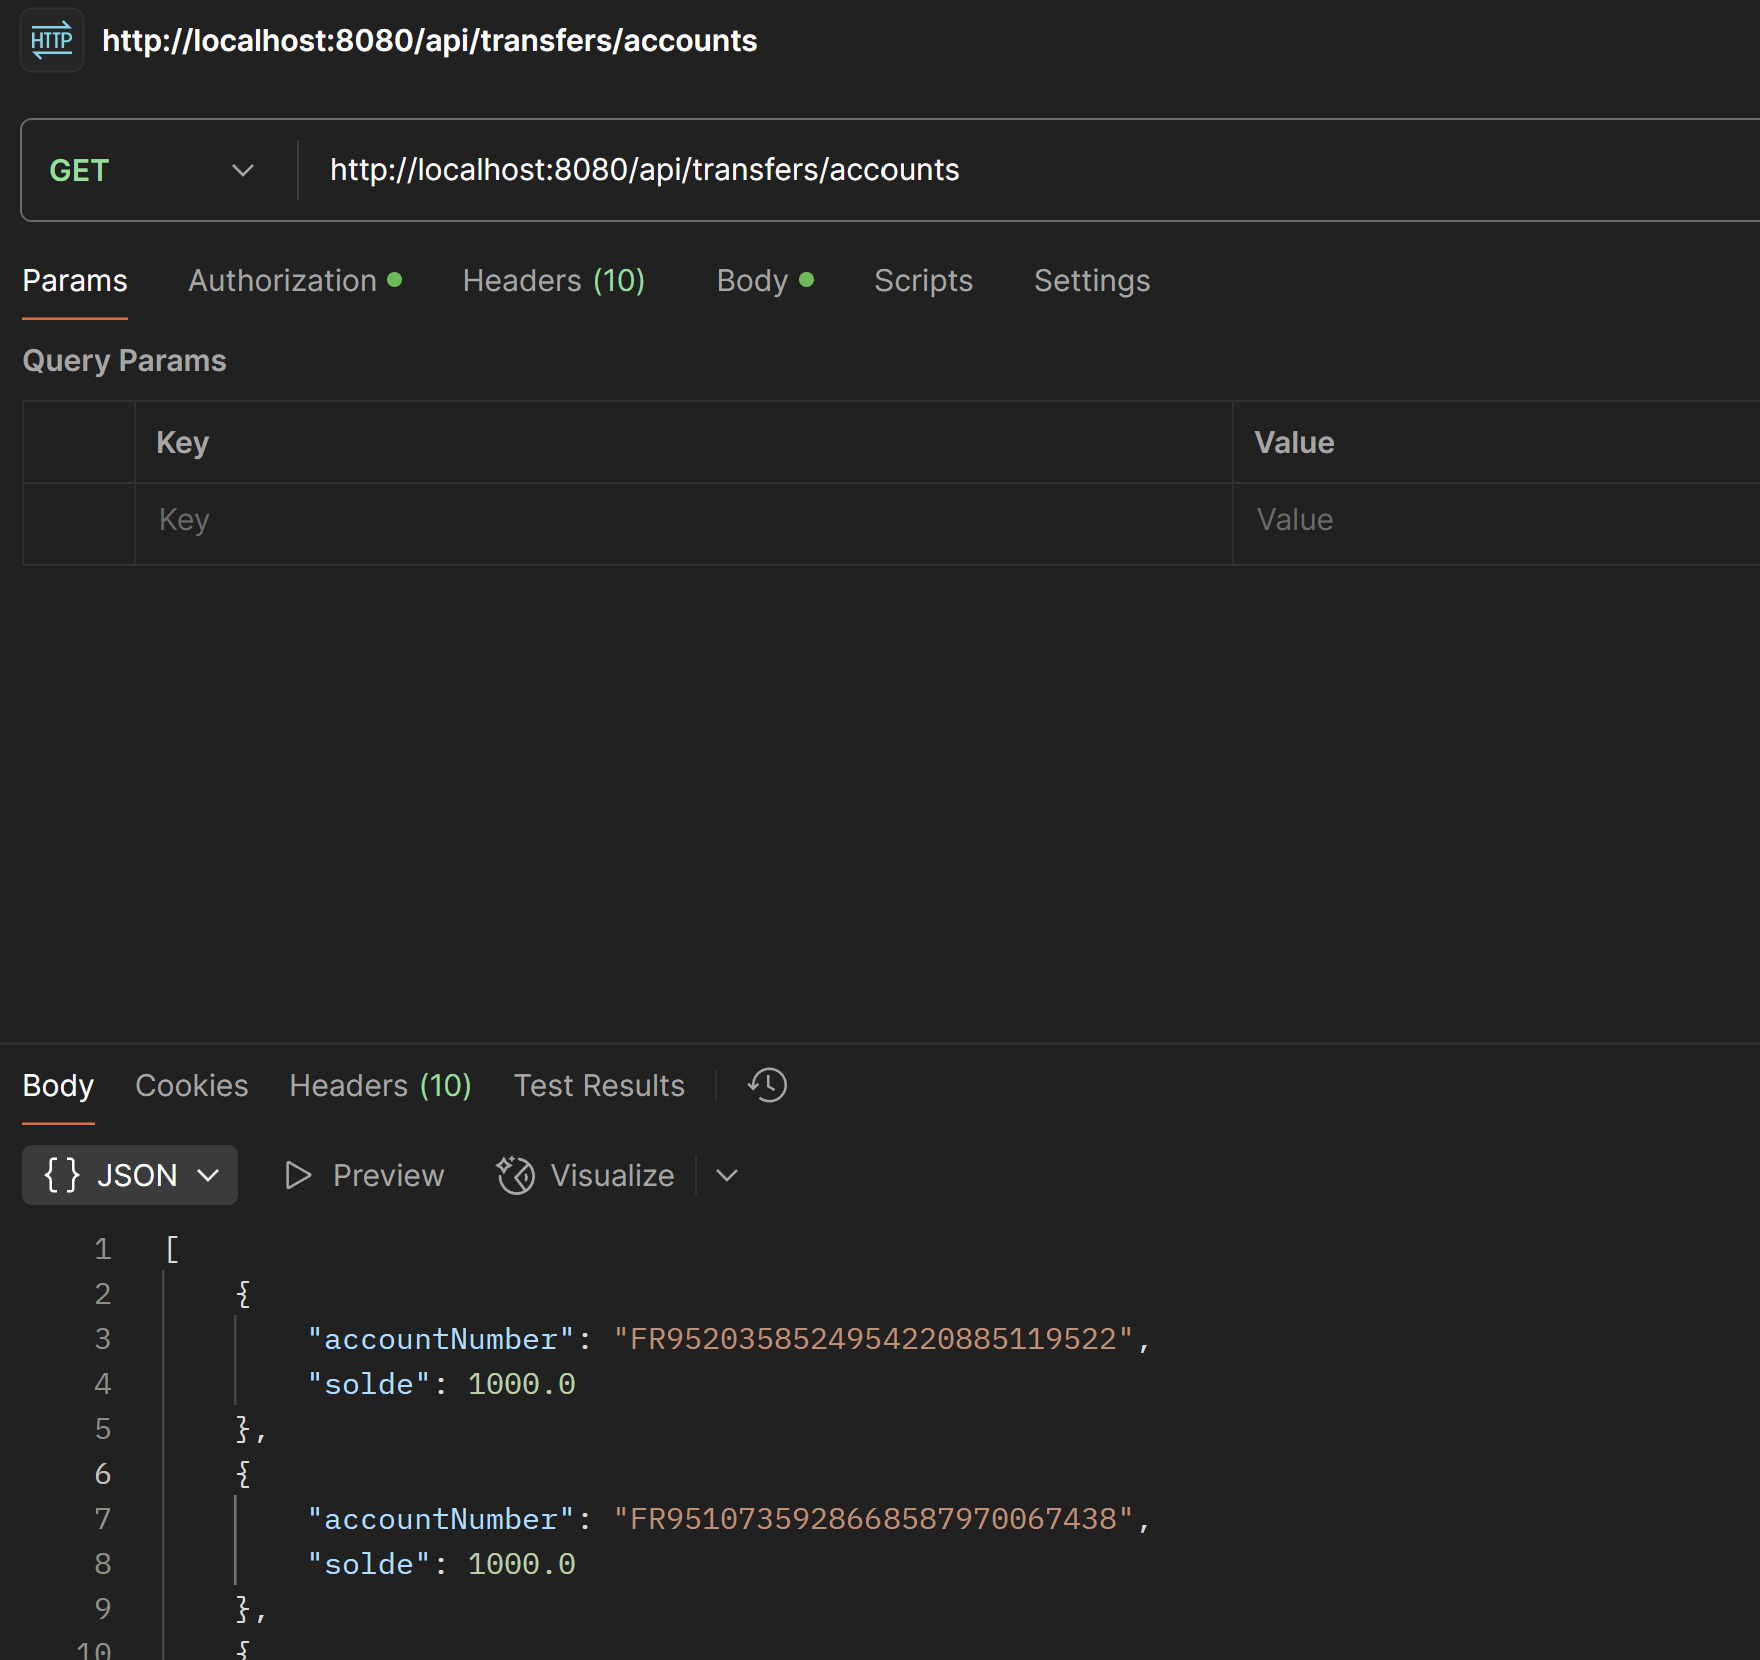 HTTP http://localhost:8080/api/transfers/accounts
GET http://localhost:8080/api/transfers/accounts
Params Authorization Headers (10) Body Scripts Settings
Query Params
Key Value
Key Value
Body Cookies Headers (10) Test Results
{} JSON Preview Visualize
1 [
2 {
3 "accountNumber": "FR9520358524954220885119522",
4 "solde": 1000.0
5 },
6 {
7 "accountNumber": "FR9510735928668587970067438",
8 "solde": 1000.0
9 },
10 {